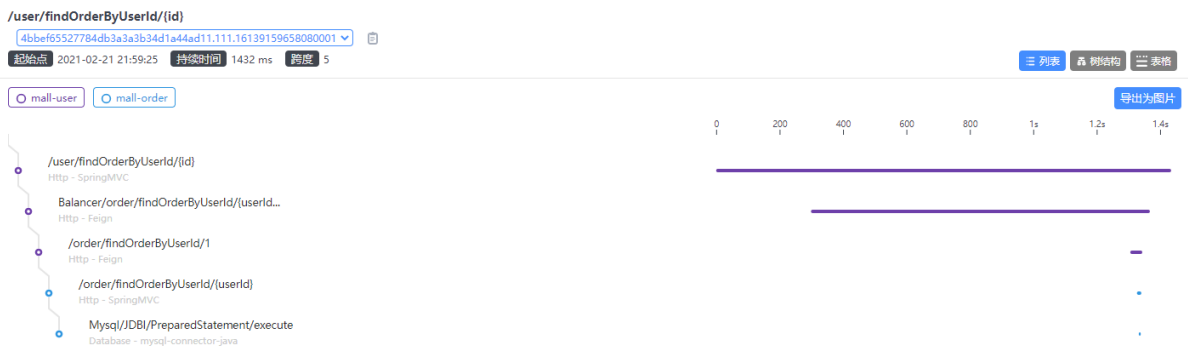 /user/findOrderByUserId/{id}
4bbef65527784db3a3a3b34d1a44ad11.111.16139159658080001
起始点 2021-02-21 21:59:25 持续时间 1432 ms 跨度 5
列表 树结构 表格
mall-user mall-order 导出为图片
0 200 400 600 800 1s 1.2s 1.4s
/user/findOrderByUserId/{id}
Http - SpringMVC
Balancer/order/findOrderByUserId/{userId...
Http - Feign
/order/findOrderByUserId/1
Http - Feign
/order/findOrderByUserId/{userId}
Http - SpringMVC
Mysql/JDBI/PreparedStatement/execute
Database - mysql-connector-java